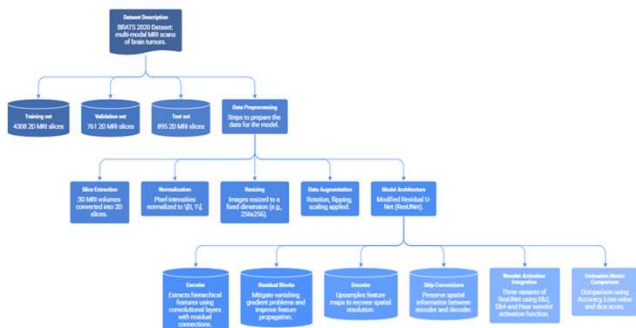 Dataset Description
BRATS 2020 Dataset:
multi-modal MRI scans
of brain tumors.
Training set
4308 2D MRI slices
Validation set
761 2D MRI slices
Test set
895 2D MRI slices
Data Preprocessing
Steps to prepare the
data for the model.
Slice Extraction
3D MRI volumes
converted into 2D
slices.
Normalization
Pixel intensities
normalized to \[0, 1\].
Resizing
Images resized to a
fixed dimension (e.g.,
256x256).
Data Augmentation
Rotation, flipping,
scaling applied.
Model Architecture
Modified Residual U-
Net (ResUNet).
Encoder
Extracts hierarchical
features using
convolutional layers
with residual
connections.
Residual Blocks
Mitigate vanishing
gradient problems and
improve feature
propagation.
Decoder
Upsamples feature
maps to recover spatial
resolution.
Skip Connections
Preserve spatial
information between
encoder and decoder.
Wavelet Activation
Integration
Three variants of
ResUNet using Db2,
Db4 and Haar wavelet
activation function.
Evaluation Metric
Comparison
Comparison using
Accuracy, Loss value
and dice score.